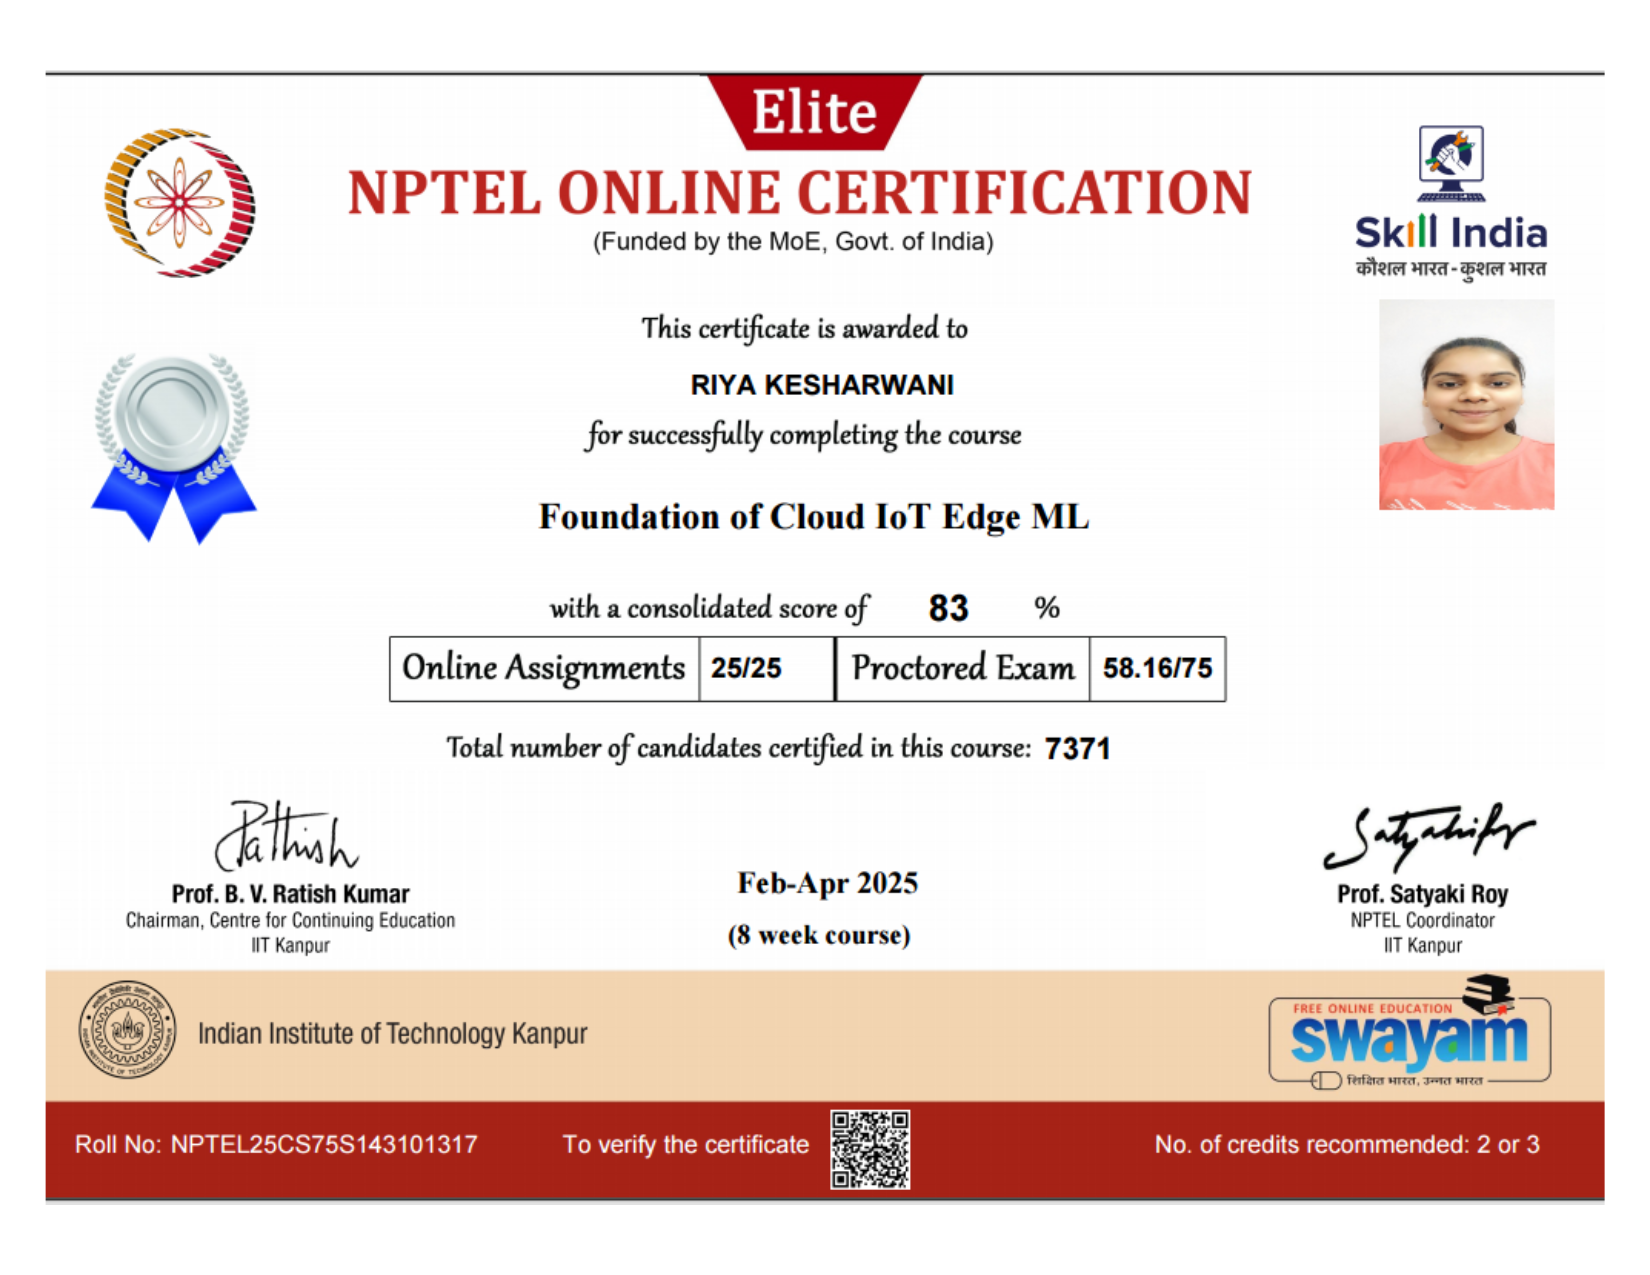 Elite
NPTEL ONLINE CERTIFICATION
(Funded by the MoE, Govt. of India)
Skill India
कौशल भारत - कुशल भारत
This certificate is awarded to
RIYA KESHARWANI
for successfully completing the course
Foundation of Cloud IoT Edge ML
with a consolidated score of 83 %
Online Assignments 25/25 Proctored Exam 58.16/75
Total number of candidates certified in this course: 7371
Prof. B. V. Ratish Kumar
Chairman, Centre for Continuing Education
IIT Kanpur
Feb-Apr 2025
(8 week course)
Prof. Satyaki Roy
NPTEL Coordinator
IIT Kanpur
Indian Institute of Technology Kanpur
FREE ONLINE EDUCATION
swayam
शिक्षित भारत, उन्नत भारत
Roll No: NPTEL25CS75S143101317
To verify the certificate
No. of credits recommended: 2 or 3